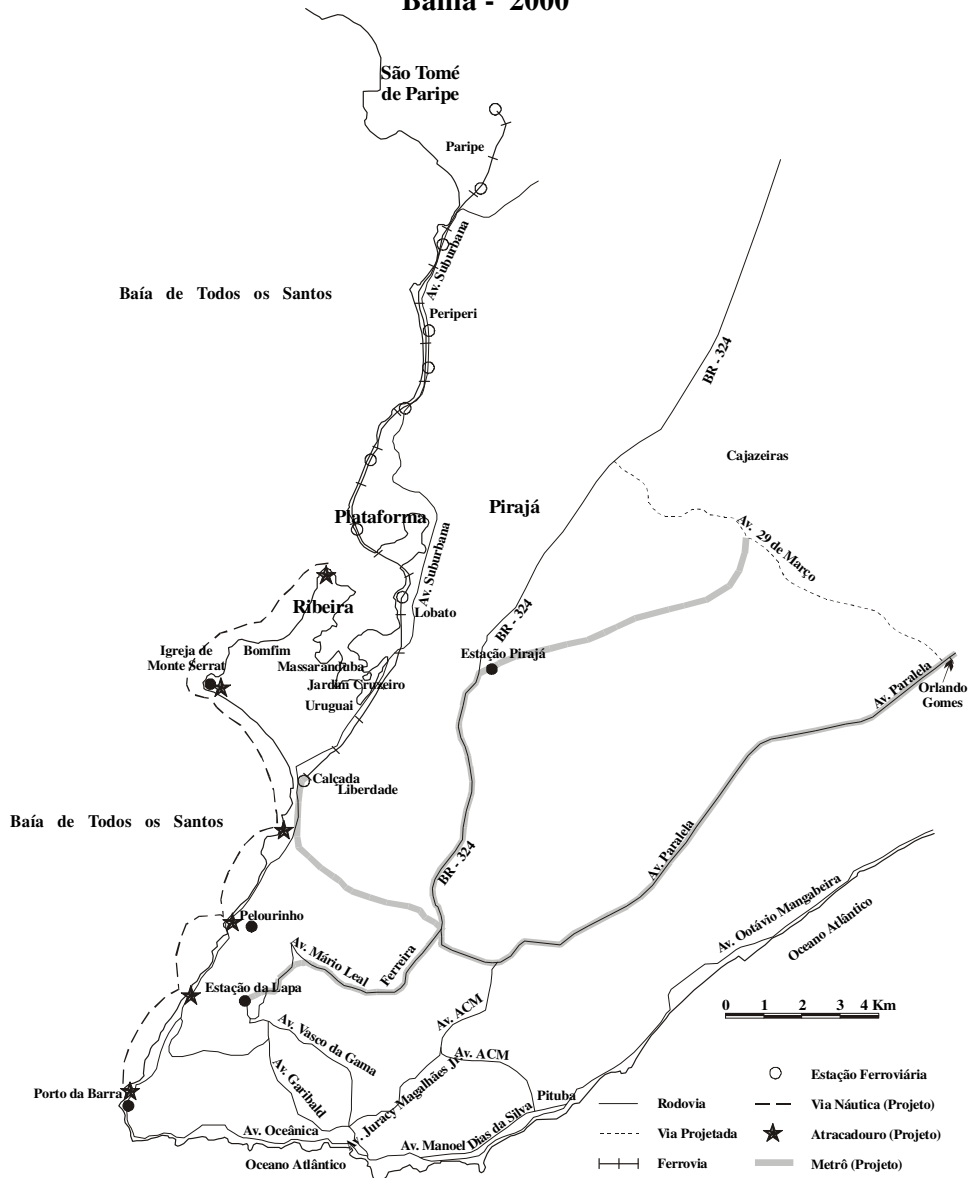 Bahia - 2000
São Tomé
de Paripe
Paripe
Av. Suburbana
Baía de Todos os Santos
Periperi
BR - 324
Cajazeiras
Pirajá
Plataforma
Av. 29 de Março
Av. Suburbana
Ribeira
Lobato
BR - 324
Igreja de
Monte Serrat
Bomfim
Massaranduba
Estação Pirajá
Jardim Cruzeiro
Uruguai
Av. Paralela
Orlando
Gomes
Calçada
Liberdade
Baía de Todos os Santos
BR - 324
Av. Paralela
Pelourinho
Av. Ootávio Mangabeira
Oceano Atlântico
Av. Mário Leal Ferreira
Estação da Lapa
0 1 2 3 4 Km
Av. ACM
Av. Vasco da Gama
Av. ACM
Av. Garibald
Av. Juracy Magalhães Jr.
Porto da Barra
Pituba
Av. Oceânica
Av. Manoel Dias da Silva
Oceano Atlântico
Rodovia
Via Projetada
Ferrovia
Estação Ferroviária
Via Náutica (Projeto)
Atracadouro (Projeto)
Metrô (Projeto)